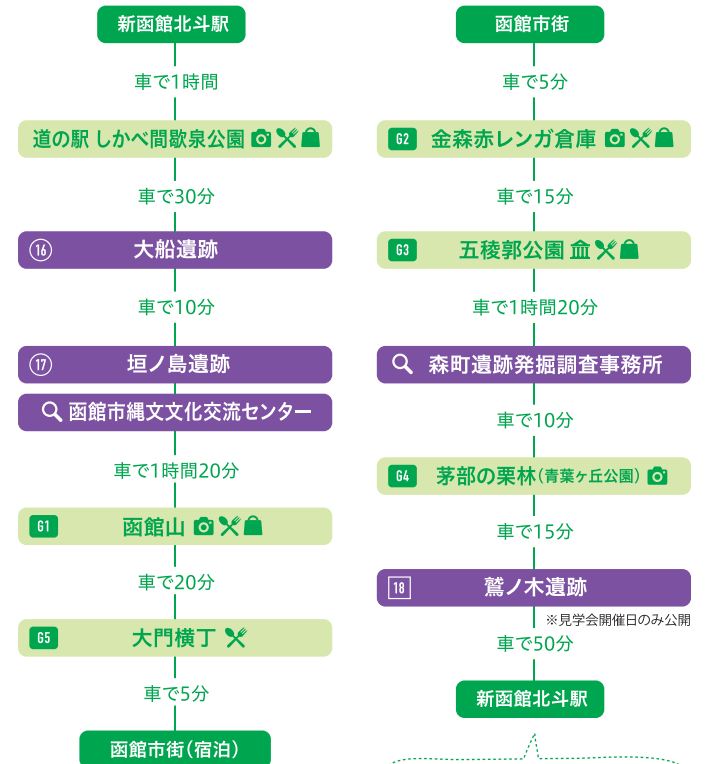 新函館北斗駅
車で1時間
道の駅 しかべ間歇泉公園
車で30分
16 大船遺跡
車で10分
17 垣ノ島遺跡
函館市縄文文化交流センター
車で1時間20分
G1 函館山
車で20分
G5 大門横丁
車で5分
函館市街(宿泊)
函館市街
車で5分
G2 金森赤レンガ倉庫
車で15分
G3 五稜郭公園
車で1時間20分
森町遺跡発掘調査事務所
車で10分
G4 茅部の栗林(青葉ヶ丘公園)
車で15分
18 鷲ノ木遺跡
※見学会開催日のみ公開
車で50分
新函館北斗駅